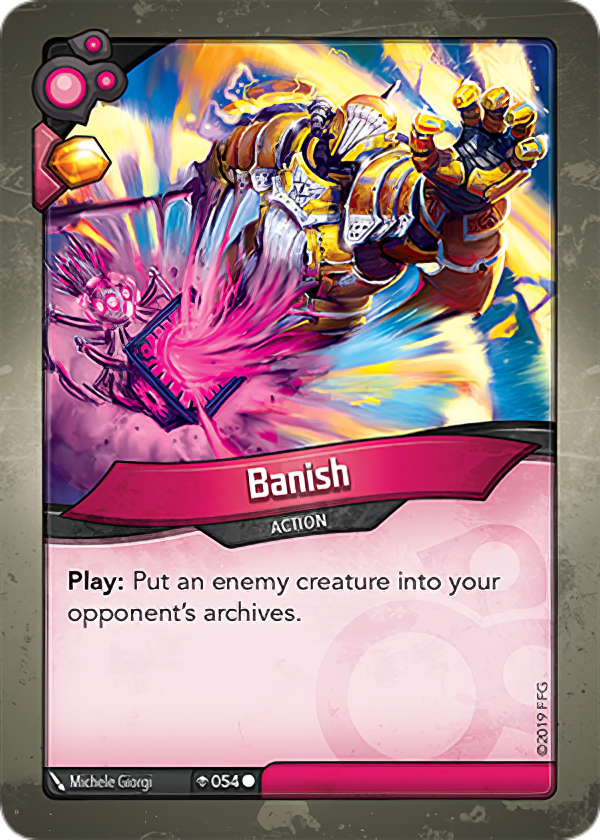 Banish
ACTION
Play: Put an enemy creature into your
opponent's archives.
©2019 FFG
Michele Giorgi
054